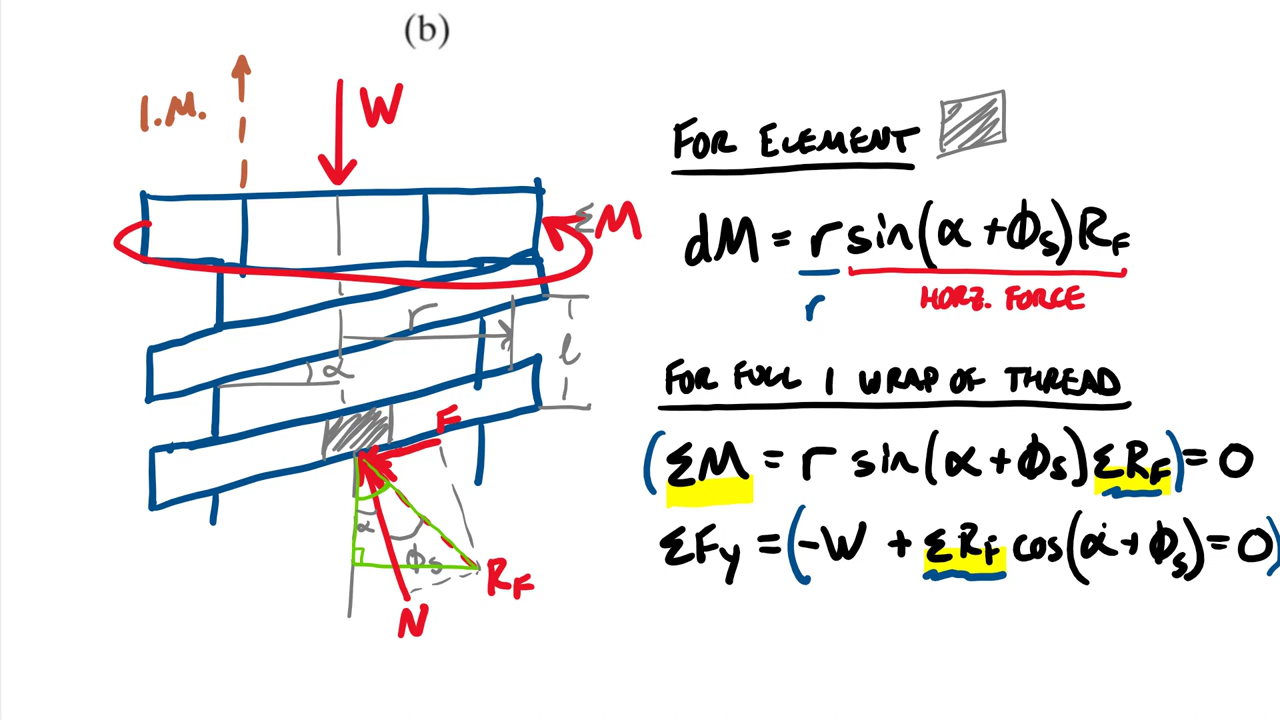 (b)
I.M.
W
ΣM
r
α
l
F
α
ϕs
RF
N
FOR ELEMENT
dM = r sin(α + ϕs) RF
r
HORZ. FORCE
FOR FULL 1 WRAP OF THREAD
(ΣM = r sin(α + ϕs) ΣRF) = 0
ΣFy = (-W + ΣRF cos(α + ϕs) = 0)